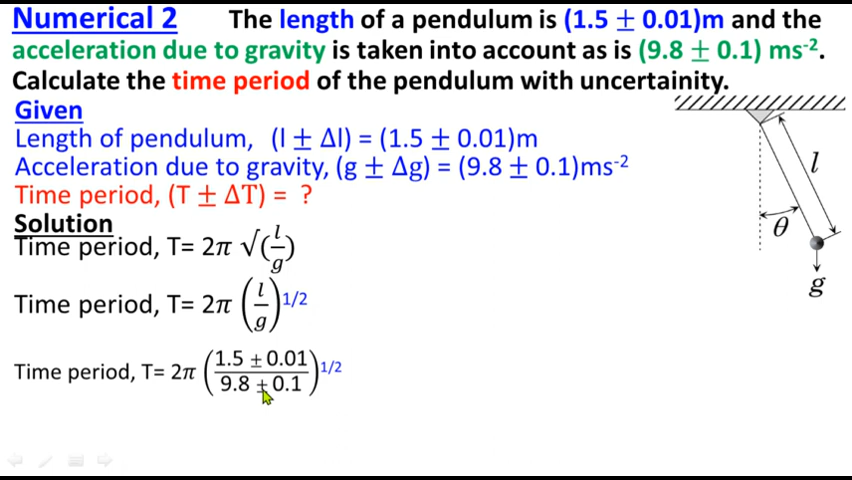 Numerical 2 The length of a pendulum is (1.5 ± 0.01)m and the
acceleration due to gravity is taken into account as is (9.8 ± 0.1) ms⁻².
Calculate the time period of the pendulum with uncertainity.
Given
Length of pendulum, (l ± Δl) = (1.5 ± 0.01)m
Acceleration due to gravity, (g ± Δg) = (9.8 ± 0.1)ms⁻²
Time period, (T ± ΔT) = ?
Solution
Time period, T= 2π √(l/g)
Time period, T= 2π (l/g)^1/2
Time period, T= 2π (1.5 ± 0.01/9.8 ± 0.1)^1/2
l
θ
g